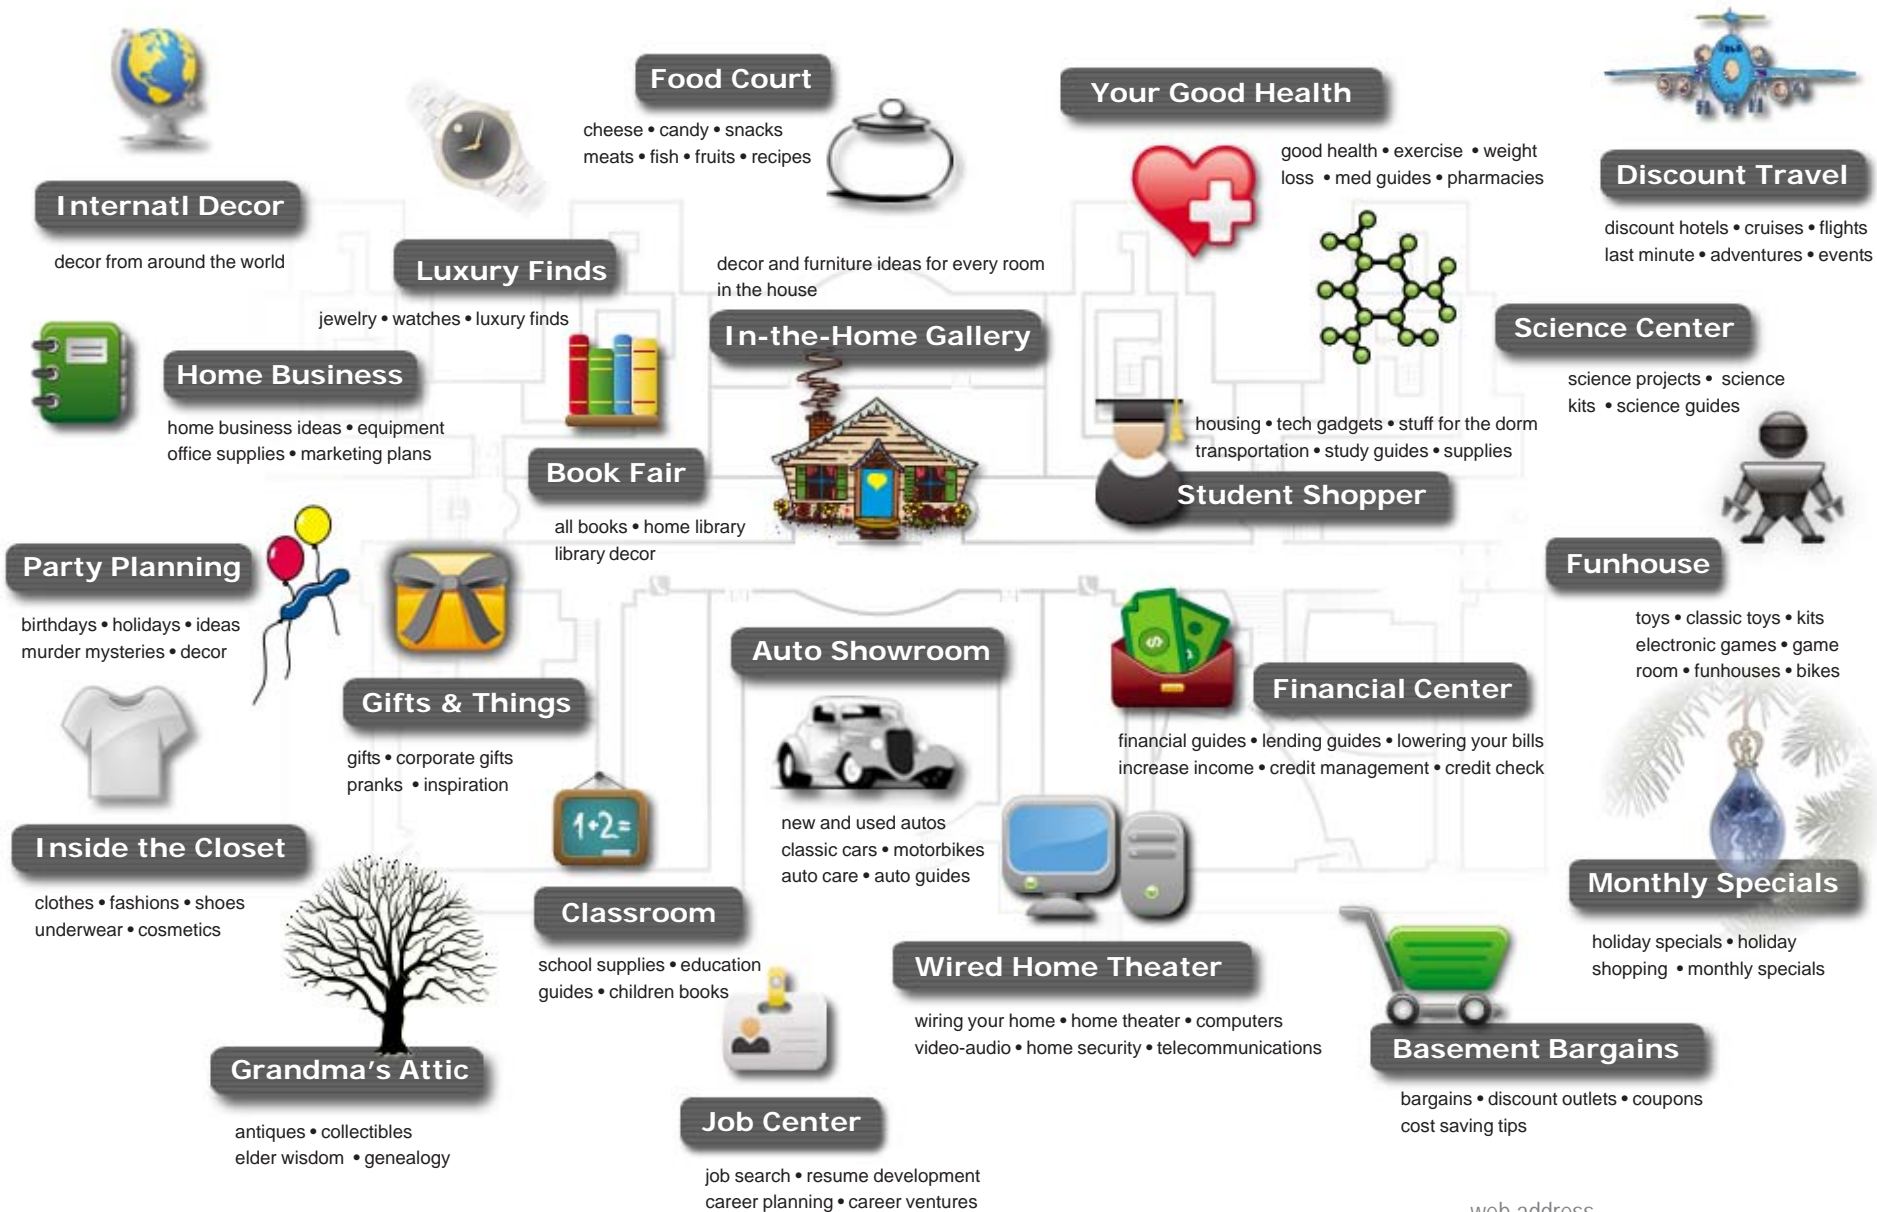 Internatl Decor
decor from around the world
Luxury Finds
jewelry • watches • luxury finds
Food Court
cheese • candy • snacks
meats • fish • fruits • recipes
Your Good Health
good health • exercise • weight
loss • med guides • pharmacies
Discount Travel
discount hotels • cruises • flights
last minute • adventures • events
decor and furniture ideas for every room
in the house
In-the-Home Gallery
Science Center
science projects • science
kits • science guides
Home Business
home business ideas • equipment
office supplies • marketing plans
Book Fair
all books • home library
library decor
housing • tech gadgets • stuff for the dorm
transportation • study guides • supplies
Student Shopper
Party Planning
birthdays • holidays • ideas
murder mysteries • decor
Funhouse
toys • classic toys • kits
electronic games • game
room • funhouses • bikes
Gifts & Things
gifts • corporate gifts
pranks • inspiration
Auto Showroom
new and used autos
classic cars • motorbikes
auto care • auto guides
Financial Center
financial guides • lending guides • lowering your bills
increase income • credit management • credit check
1+2=
Inside the Closet
clothes • fashions • shoes
underwear • cosmetics
Classroom
school supplies • education
guides • children books
Monthly Specials
holiday specials • holiday
shopping • monthly specials
Wired Home Theater
wiring your home • home theater • computers
video-audio • home security • telecommunications
Grandma's Attic
antiques • collectibles
elder wisdom • genealogy
Basement Bargains
bargains • discount outlets • coupons
cost saving tips
Job Center
job search • resume development
career planning • career ventures
web address